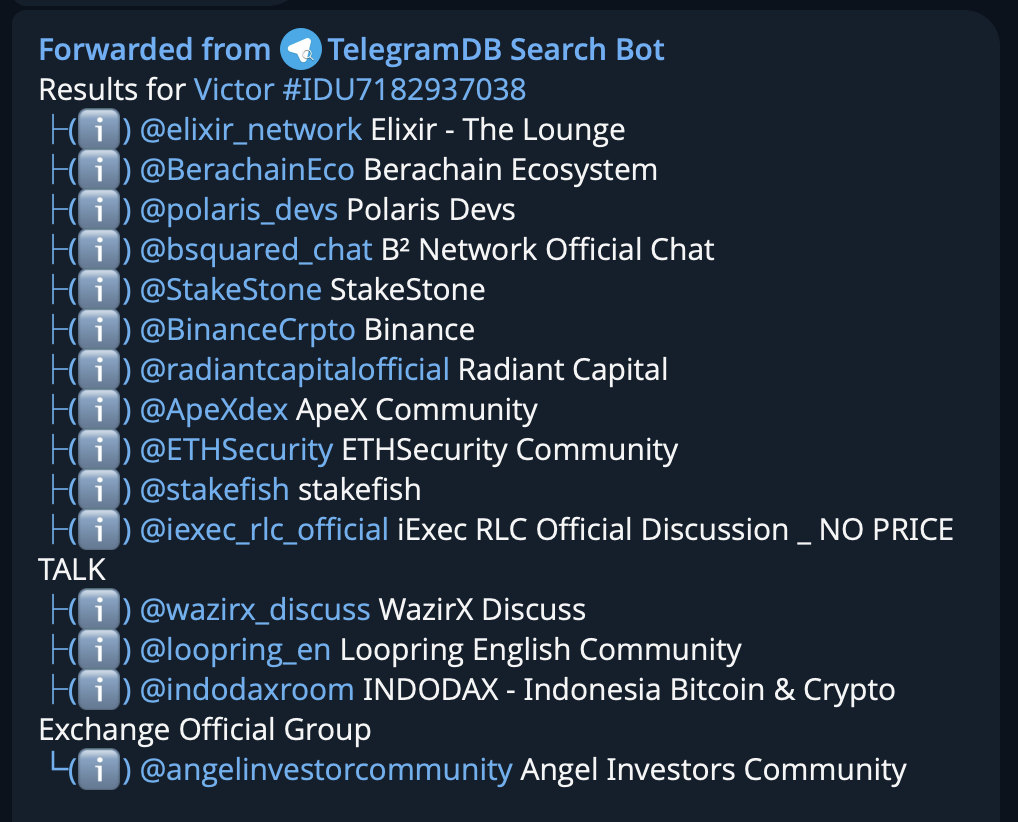 Forwarded from TelegramDB Search Bot
Results for Victor #IDU7182937038
├(ℹ️) @elixir_network Elixir - The Lounge
├(ℹ️) @BerachainEco Berachain Ecosystem
├(ℹ️) @polaris_devs Polaris Devs
├(ℹ️) @bsquared_chat B² Network Official Chat
├(ℹ️) @StakeStone StakeStone
├(ℹ️) @BinanceCrpto Binance
├(ℹ️) @radiantcapitalofficial Radiant Capital
├(ℹ️) @ApeXdex ApeX Community
├(ℹ️) @ETHSecurity ETHSecurity Community
├(ℹ️) @stakefish stakefish
├(ℹ️) @iexec_rlc_official iExec RLC Official Discussion _ NO PRICE
TALK
├(ℹ️) @wazirx_discuss WazirX Discuss
├(ℹ️) @loopring_en Loopring English Community
├(ℹ️) @indodaxroom INDODAX - Indonesia Bitcoin & Crypto
Exchange Official Group
└(ℹ️) @angelinvestorcommunity Angel Investors Community